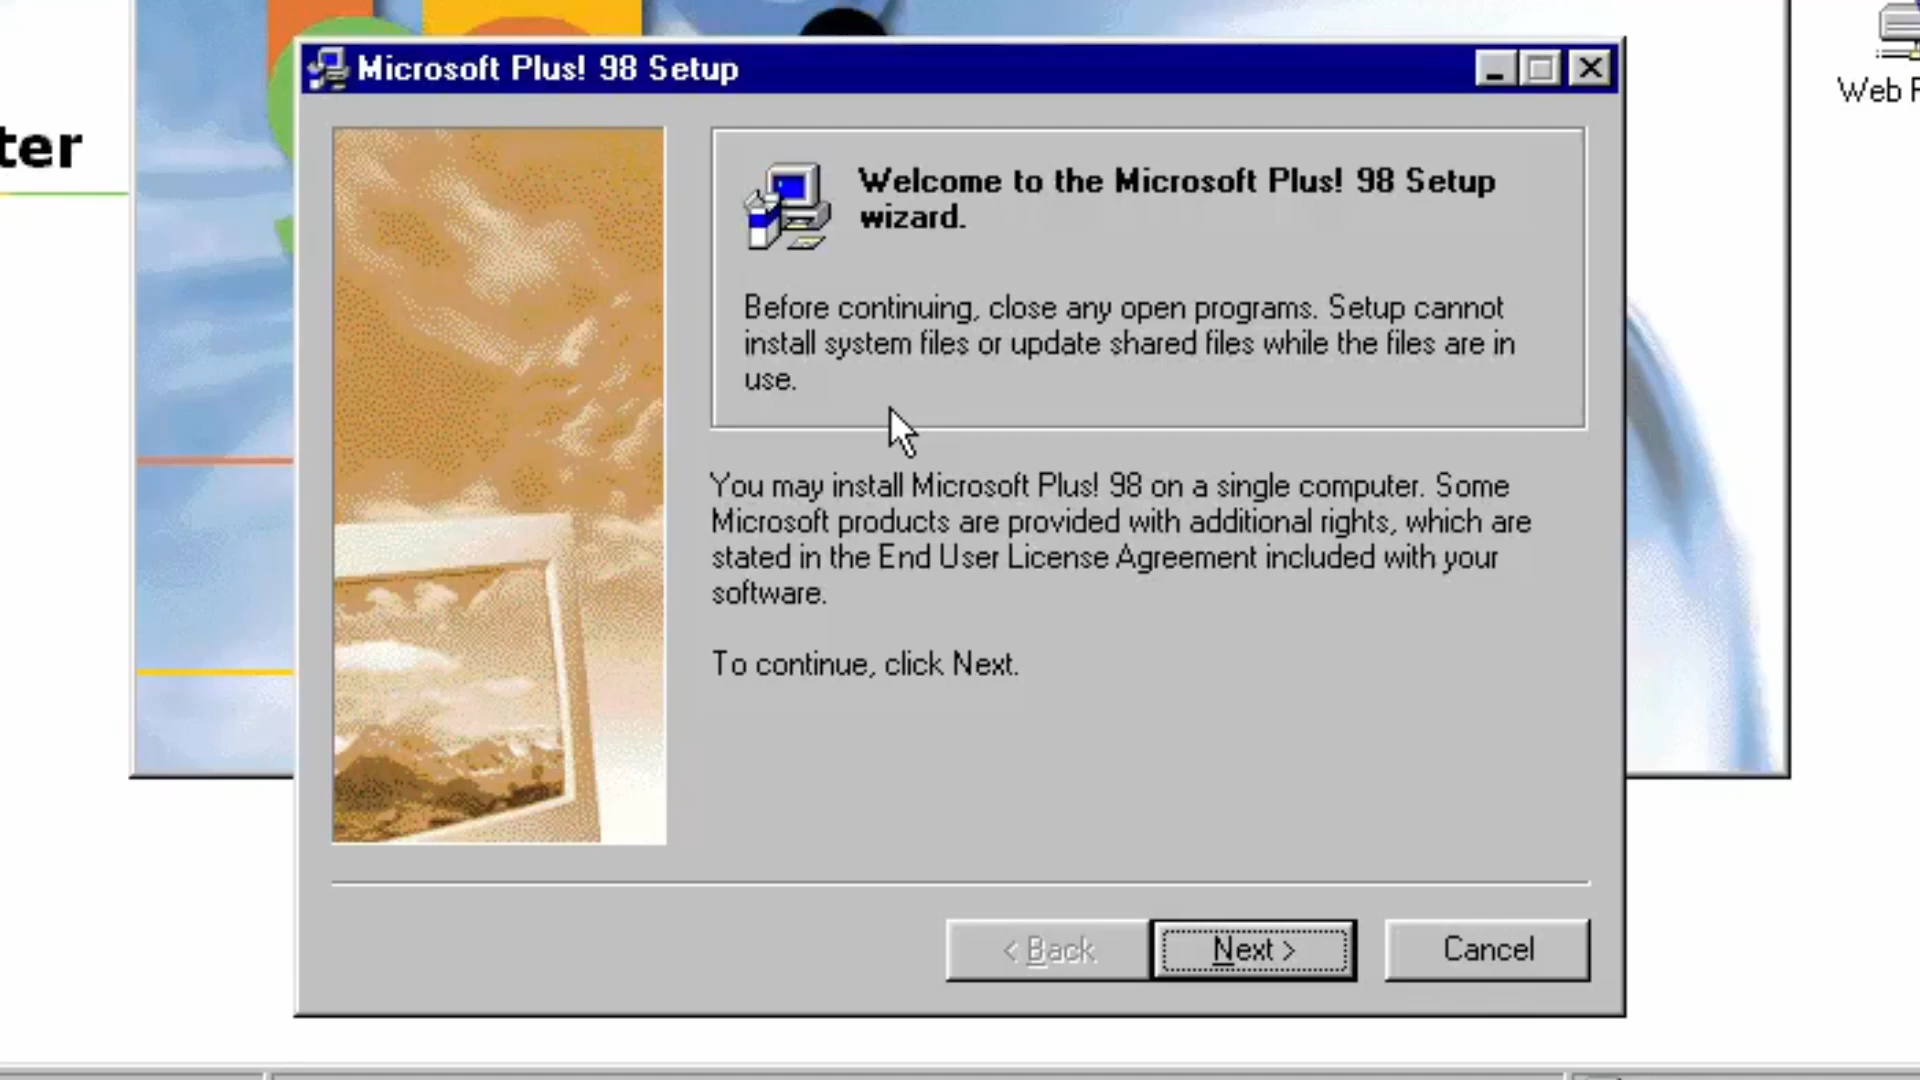 Microsoft Plus! 98 Setup
Web
ter
Welcome to the Microsoft Plus! 98 Setup
wizard.
Before continuing, close any open programs. Setup cannot
install system files or update shared files while the files are in
use.
You may install Microsoft Plus! 98 on a single computer. Some
Microsoft products are provided with additional rights, which are
stated in the End User License Agreement included with your
software.
To continue, click Next.
< Back
Next >
Cancel